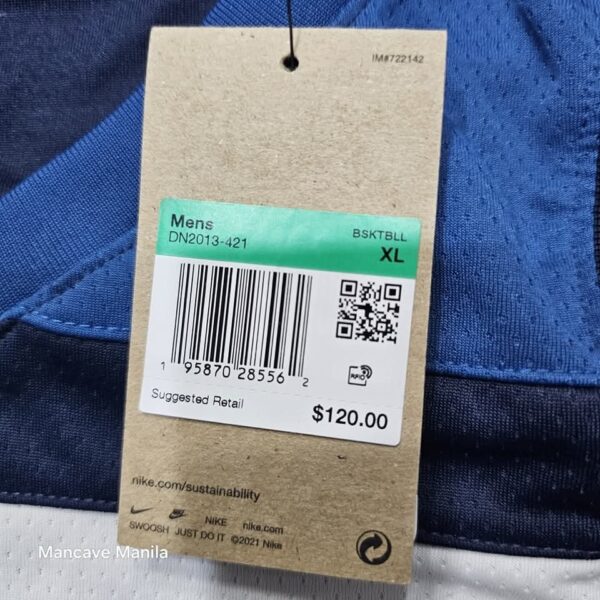 IM#722142
Mens
DN2013-421
BSKTBLL
XL
1 95870 28556 2
RFID
Suggested Retail
$120.00
nike.com/sustainability
NIKE nike.com
SWOOSH JUST DO IT ©2021 Nike
Mancave Manila